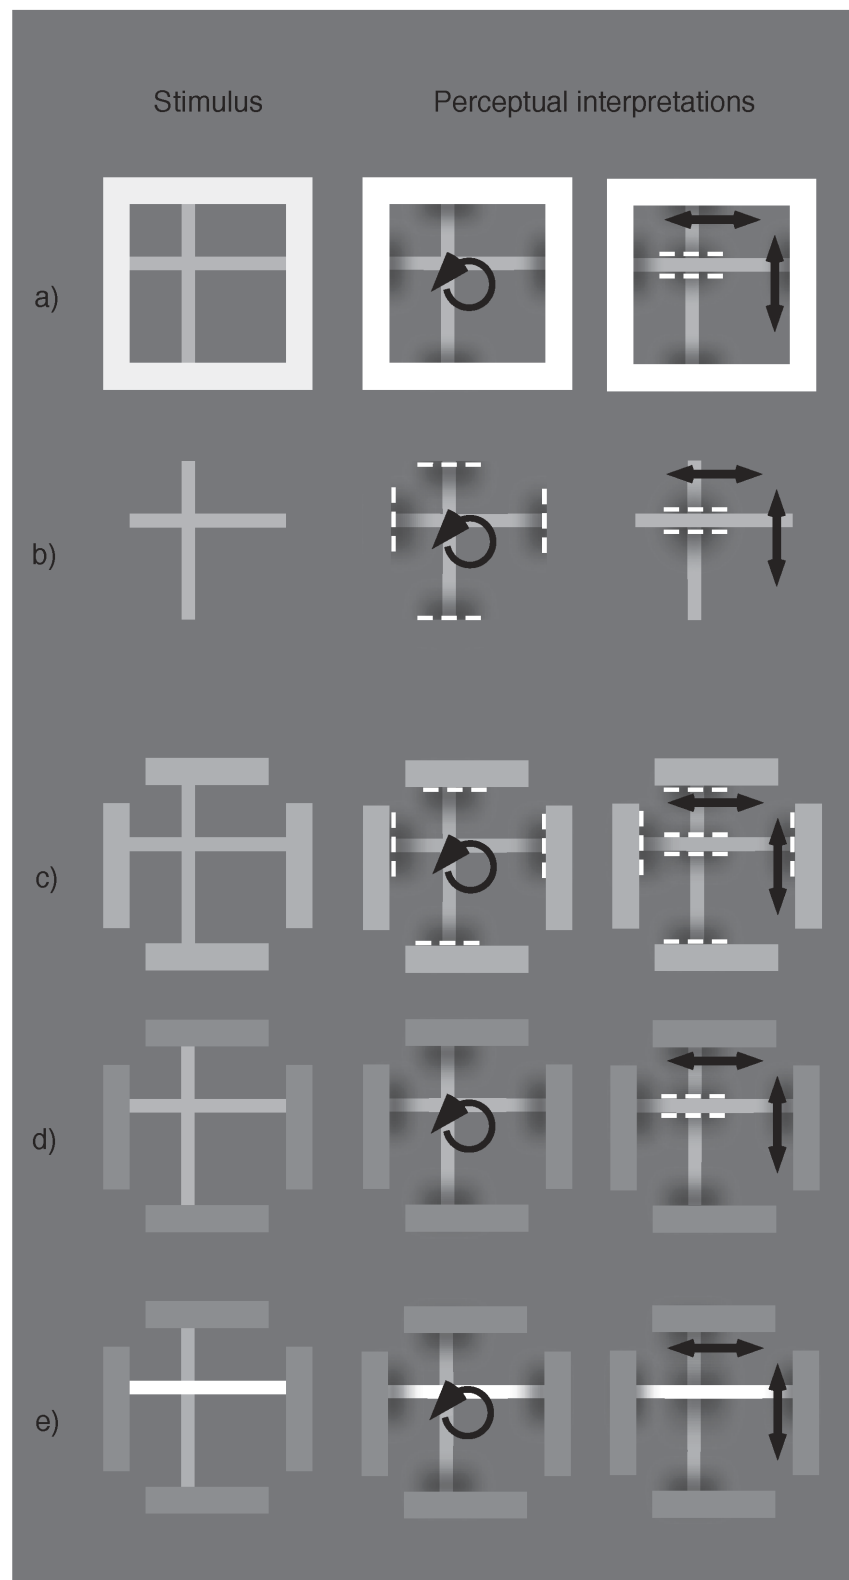 Stimulus
Perceptual interpretations
a)
b)
c)
d)
e)